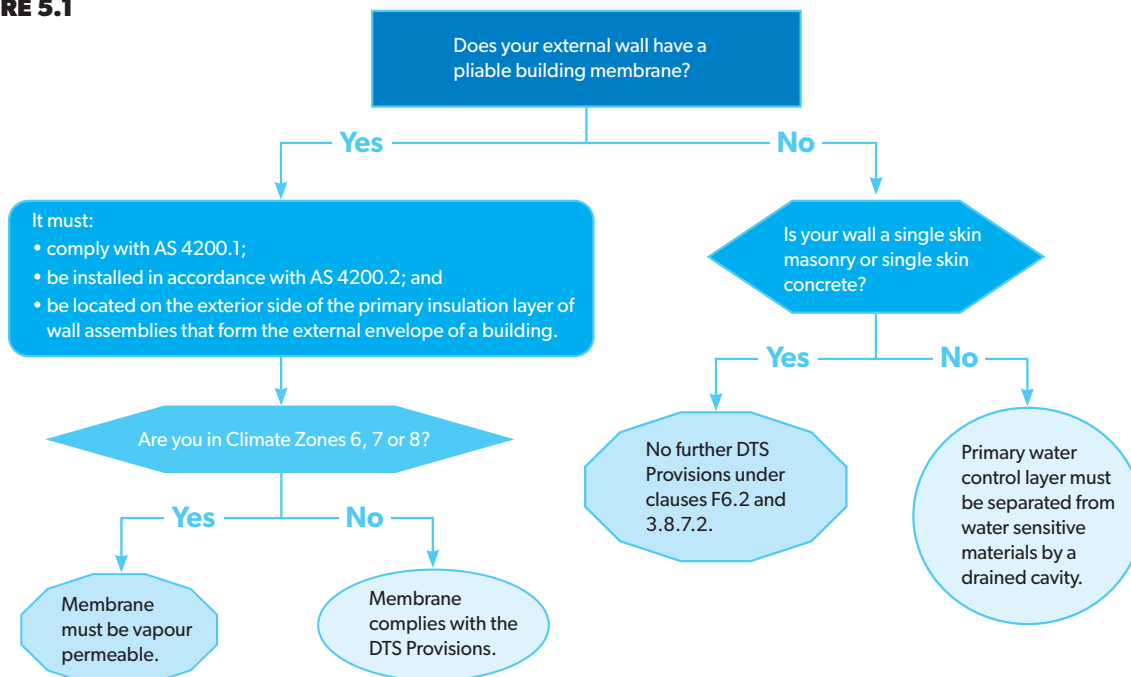 RE 5.1
Does your external wall have a
pliable building membrane?
Yes
No
It must:
• comply with AS 4200.1;
• be installed in accordance with AS 4200.2; and
• be located on the exterior side of the primary insulation layer of
wall assemblies that form the external envelope of a building.
Is your wall a single skin
masonry or single skin
concrete?
Yes
No
Are you in Climate Zones 6, 7 or 8?
No further DTS
Provisions under
clauses F6.2 and
3.8.7.2.
Primary water
control layer must
be separated from
water sensitive
materials by a
drained cavity.
Yes
No
Membrane
must be vapour
permeable.
Membrane
complies with the
DTS Provisions.